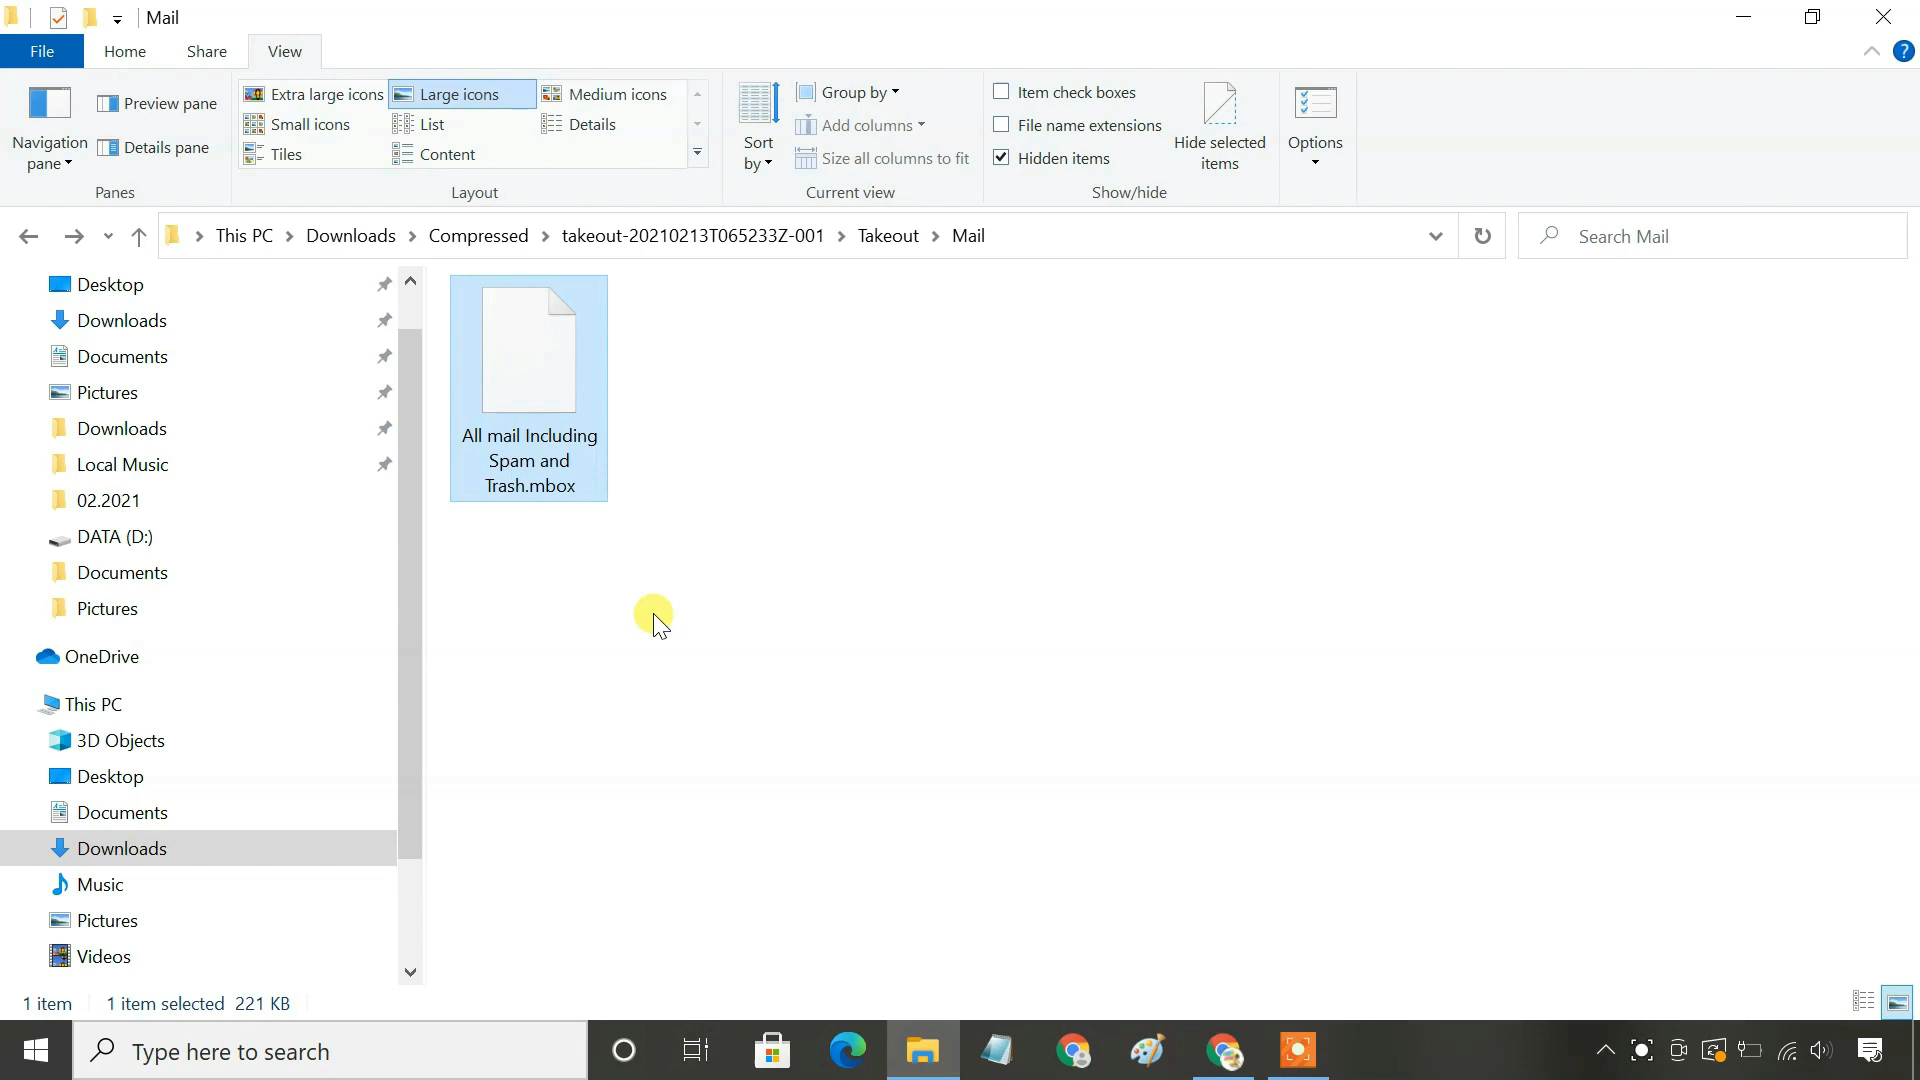 Mail
File
Home
Share
View
Navigation
pane
Preview pane
Details pane
Panes
Extra large icons
Large icons
Medium icons
Small icons
List
Details
Tiles
Content
Layout
Sort
by
Group by
Add columns
Size all columns to fit
Current view
Item check boxes
File name extensions
Hidden items
Hide selected
items
Show/hide
Options
This PC
Downloads
Compressed
takeout-20210213T065233Z-001
Takeout
Mail
Search Mail
Desktop
Downloads
Documents
Pictures
Downloads
Local Music
02.2021
DATA (D:)
Documents
Pictures
OneDrive
This PC
3D Objects
Desktop
Documents
Downloads
Music
Pictures
Videos
All mail Including
Spam and
Trash.mbox
1 item
1 item selected 221 KB
Type here to search